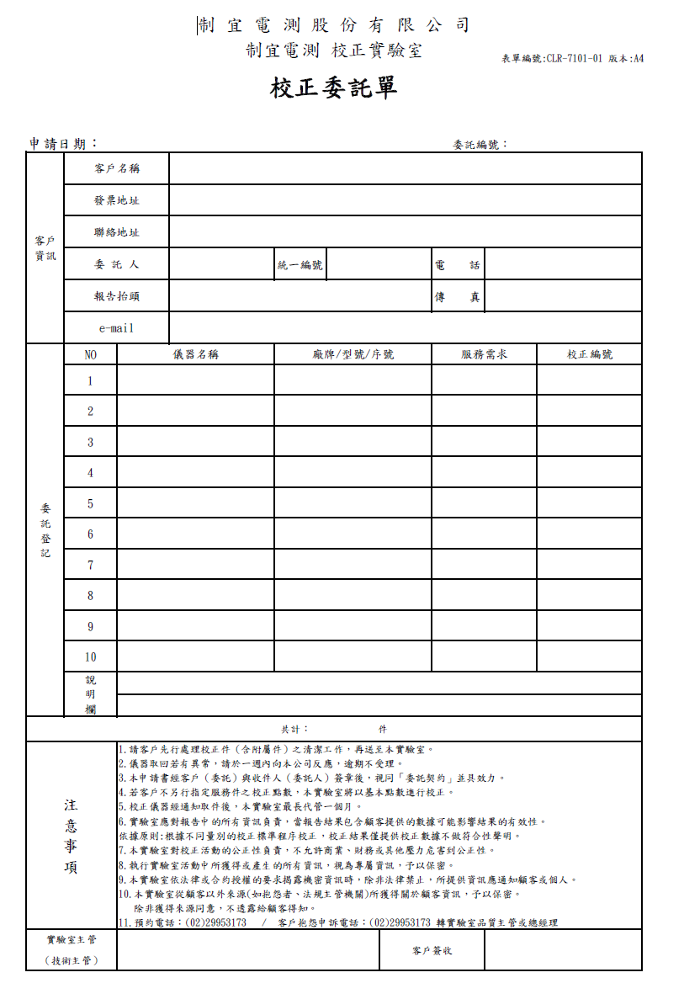 制宜電測股份有限公司
制宜電測 校正實驗室
表單編號:CLR-7101-01 版本:A4
校正委託單
申請日期：
委託編號：
客戶資訊
客戶名稱
發票地址
聯絡地址
委託人
統一編號
電話
報告抬頭
傳真
e-mail
委託登記
NO
儀器名稱
廠牌/型號/序號
服務需求
校正編號
1
2
3
4
5
6
7
8
9
10
說明欄
共計： 件
注意事項
1.請客戶先行處理校正件（含附屬件）之清潔工作，再送至本實驗室。
2.儀器取回若有異常，請於一週內向本公司反應，逾期不受理。
3.本申請書經客戶（委託）與收件人（委託人）簽章後，視同「委託契約」並具效力。
4.若客戶不另行指定服務件之校正點數，本實驗室將以基本點數進行校正。
5.校正儀器經通知取件後，本實驗室最長代管一個月。
6.實驗室應對報告中的所有資訊負責，當報告結果包含顧客提供的數據可能影響結果的有效性。
依據原則:根據不同量別的校正標準程序校正，校正結果僅提供校正數據不做符合性聲明。
7.本實驗室對校正活動的公正性負責，不允許商業、財務或其他壓力危害到公正性。
8.執行實驗室活動中所獲得或產生的所有資訊，視為專屬資訊，予以保密。
9.本實驗室依法律或合約授權的要求揭露機密資訊時，除非法律禁止，所提供資訊應通知顧客或個人。
10.本實驗室從顧客以外來源(如抱怨者、法規主管機關)所獲得關於顧客資訊，予以保密。
除非獲得來源同意，不透露給顧客得知。
11.預約電話：(02)29953173 / 客戶抱怨申訴電話：(02)29953173 轉實驗室品質主管或總經理
實驗室主管
（技術主管）
客戶簽收